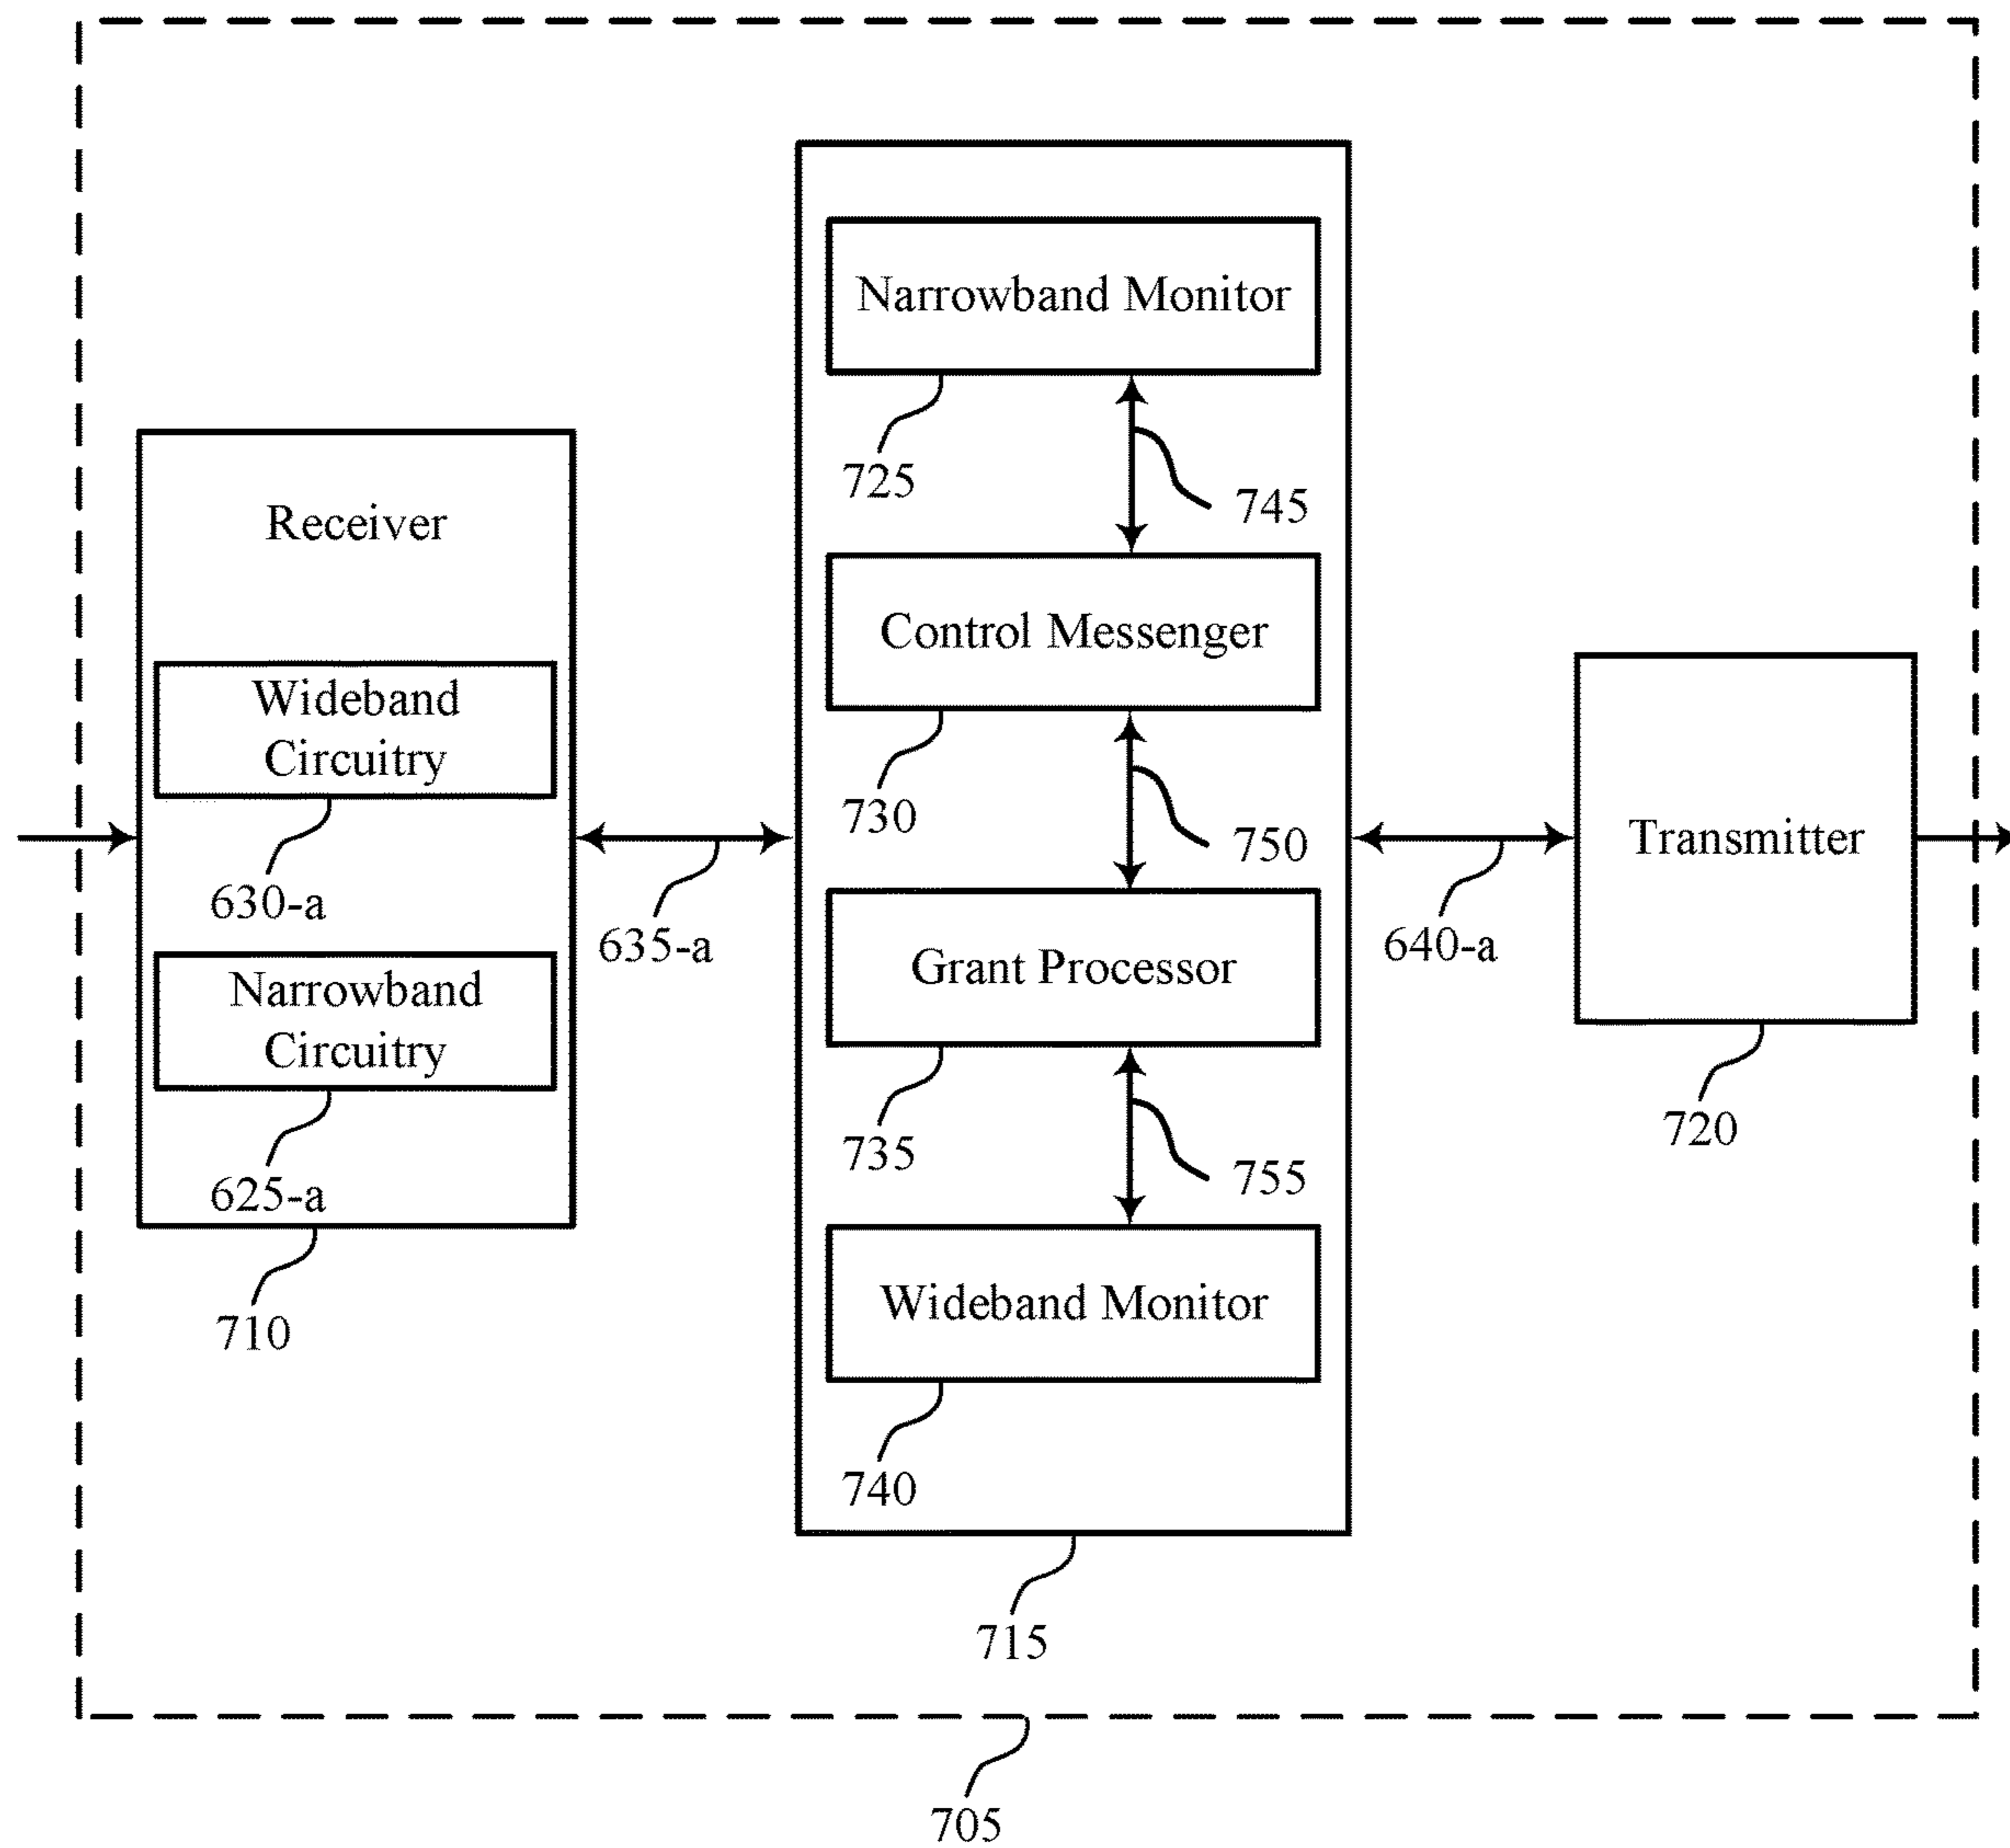 Receiver
Wideband
Circuitry
630-a
Narrowband
Circuitry
625-a
710
635-a
Narrowband Monitor
725
745
Control Messenger
730
750
Grant Processor
735
755
Wideband Monitor
740
715
640-a
Transmitter
720
705